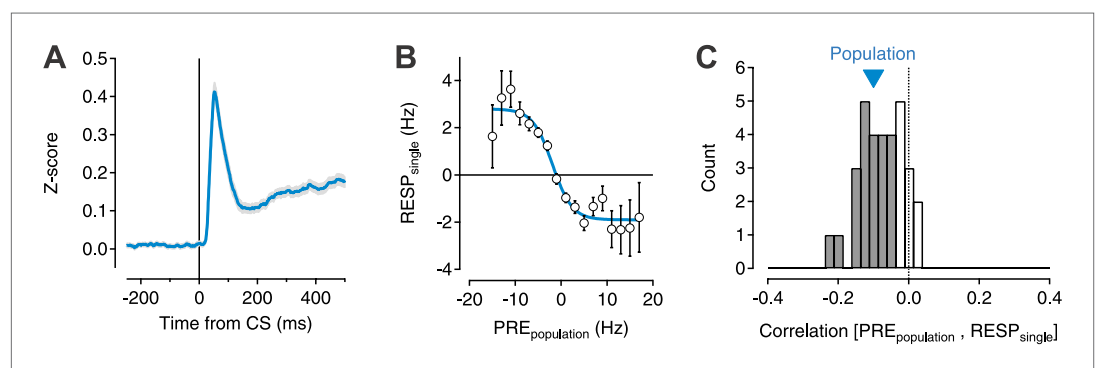 A
Z-score
0.5
0.4
0.3
0.2
0.1
0.0
-200 0 200 400
Time from CS (ms)
B
RESPsingle (Hz)
4
2
0
-2
-4
-20 -10 0 10 20
PREpopulation (Hz)
C
Population
Count
6
5
4
3
2
1
0
-0.4 -0.2 0.0 0.2 0.4
Correlation [PREpopulation , RESPsingle]